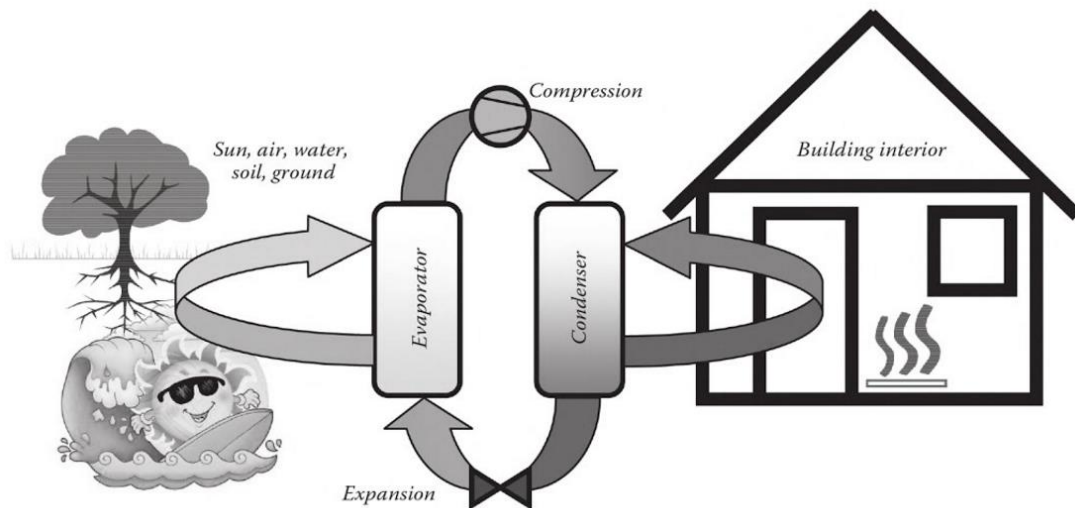 Compression
Sun, air, water,
soil, ground
Building interior
Evaporator
Condenser
Expansion